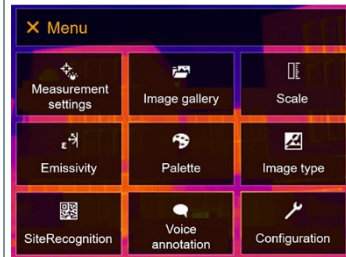 Menu
Measurement
settings
Image gallery
Scale
ε
Emissivity
Palette
Image type
SiteRecognition
Voice
annotation
Configuration